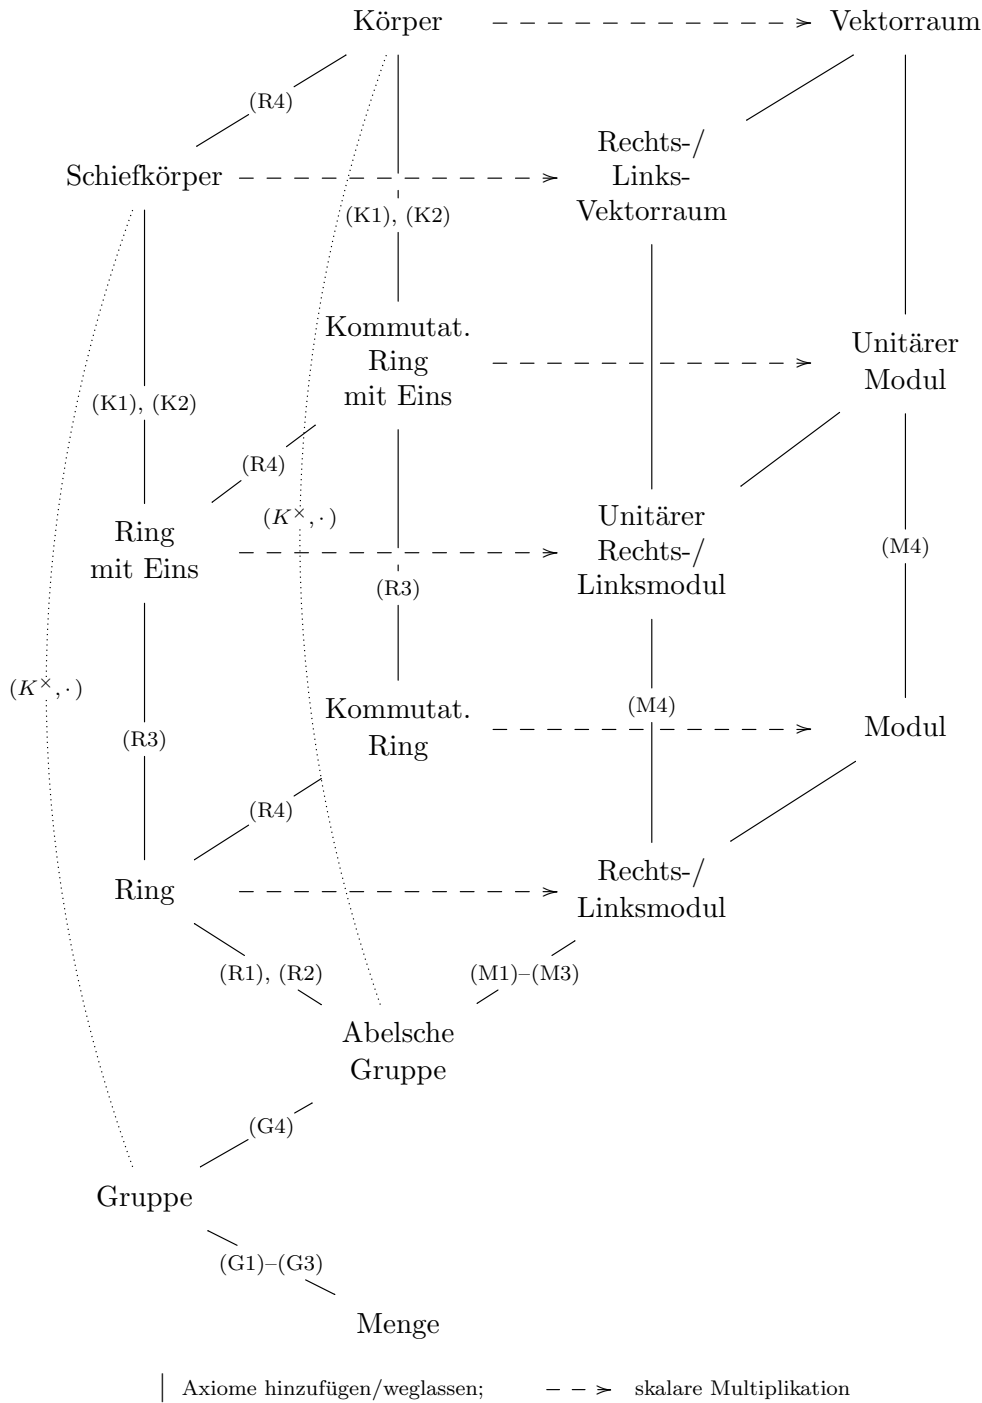 Körper
Vektorraum
(R4)
Rechts-/
Links-
Vektorraum
Schiefkörper
(K1), (K2)
Kommutat.
Ring
mit Eins
Unitärer
Modul
(K1), (K2)
(R4)
(K×, ·)
Unitärer
Rechts-/
Linksmodul
Ring
mit Eins
(M4)
(R3)
(K×, ·)
(M4)
Kommutat.
Ring
Modul
(R3)
(R4)
Ring
Rechts-/
Linksmodul
(R1), (R2)
(M1)–(M3)
Abelsche
Gruppe
(G4)
Gruppe
(G1)–(G3)
Menge
Axiome hinzufügen/weglassen;
skalare Multiplikation